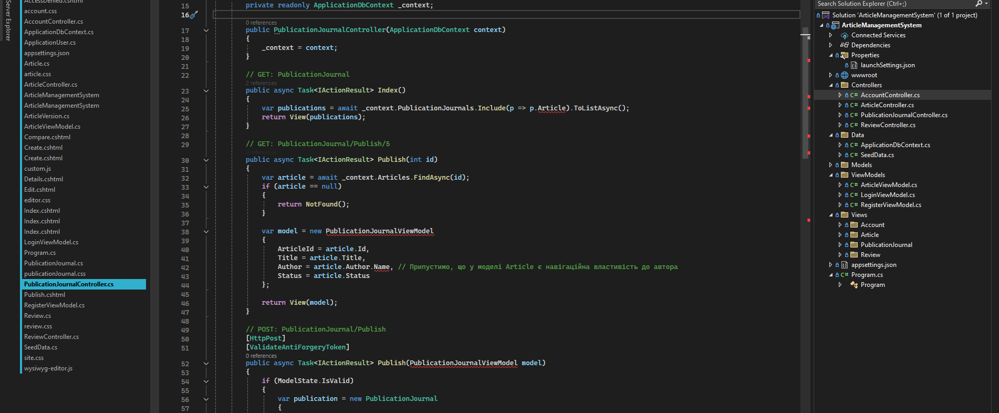 Server Explorer
AccessDenied.cshtml
account.css
AccountController.cs
ApplicationDbContext.cs
ApplicationUser.cs
appsettings.json
Article.cs
article.css
ArticleController.cs
ArticleManagementSystem
ArticleManagementSystem
ArticleVersion.cs
ArticleViewModel.cs
Compare.cshtml
Create.cshtml
Create.cshtml
custom.js
Details.cshtml
Edit.cshtml
editor.css
Index.cshtml
Index.cshtml
Index.cshtml
LoginViewModel.cs
Program.cs
PublicationJournal.cs
publicationJournal.css
PublicationJournalController.cs
Publish.cshtml
RegisterViewModel.cs
Review.cs
review.css
ReviewController.cs
SeedData.cs
site.css
wysiwyg-editor.js
15 private readonly ApplicationDbContext _context;
16
0 references
17 public PublicationJournalController(ApplicationDbContext context)
18 {
19 _context = context;
20 }
21
22 // GET: PublicationJournal
2 references
23 public async Task<IActionResult> Index()
24 {
25 var publications = await _context.PublicationJournals.Include(p => p.Article).ToListAsync();
26 return View(publications);
27 }
28
29 // GET: PublicationJournal/Publish/5
0 references
30 public async Task<IActionResult> Publish(int id)
31 {
32 var article = await _context.Articles.FindAsync(id);
33 if (article == null)
34 {
35 return NotFound();
36 }
37
38 var model = new PublicationJournalViewModel
39 {
40 ArticleId = article.Id,
41 Title = article.Title,
42 Author = article.Author.Name, // Припустимо, що у моделі Article є навігаційна властивість до автора
43 Status = article.Status
44 };
45
46 return View(model);
47 }
48
49 // POST: PublicationJournal/Publish
50 [HttpPost]
51 [ValidateAntiForgeryToken]
0 references
52 public async Task<IActionResult> Publish(PublicationJournalViewModel model)
53 {
54 if (ModelState.IsValid)
55 {
56 var publication = new PublicationJournal
57 {
Search Solution Explorer (Ctrl+;)
Solution 'ArticleManagementSystem' (1 of 1 project)
ArticleManagementSystem
Connected Services
Dependencies
Properties
launchSettings.json
wwwroot
Controllers
C# AccountController.cs
C# ArticleController.cs
C# PublicationJournalController.cs
C# ReviewController.cs
Data
C# ApplicationDbContext.cs
C# SeedData.cs
Models
ViewModels
C# ArticleViewModel.cs
C# LoginViewModel.cs
C# RegisterViewModel.cs
Views
Account
Article
PublicationJournal
Review
appsettings.json
C# Program.cs
Program